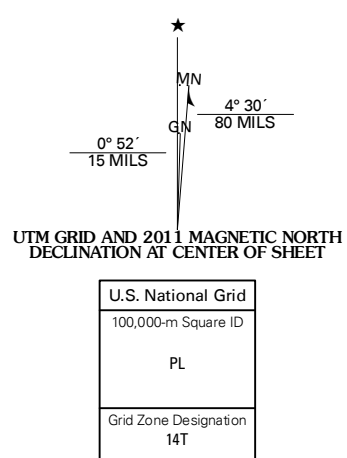 MN
4° 30´
80 MILS
GN
0° 52´
15 MILS
UTM GRID AND 2011 MAGNETIC NORTH
DECLINATION AT CENTER OF SHEET
U.S. National Grid
100,000-m Square ID
PL
Grid Zone Designation
14T